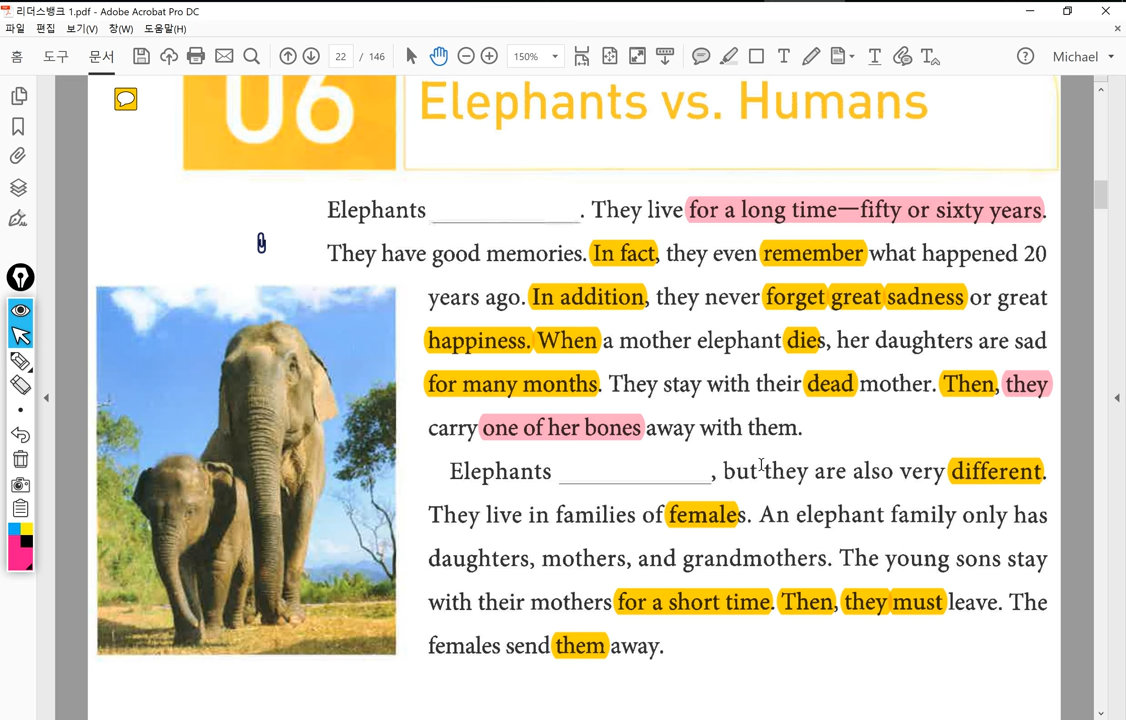 리더스뱅크 1.pdf - Adobe Acrobat Pro DC
파일 편집 보기(V) 창(W) 도움말(H)
홈 도구 문서 22 / 146 150% Michael
06 Elephants vs. Humans
Elephants ____________. They live for a long time—fifty or sixty years.
They have good memories. In fact, they even remember what happened 20
years ago. In addition, they never forget great sadness or great
happiness. When a mother elephant dies, her daughters are sad
for many months. They stay with their dead mother. Then, they
carry one of her bones away with them.
Elephants ____________, but they are also very different.
They live in families of females. An elephant family only has
daughters, mothers, and grandmothers. The young sons stay
with their mothers for a short time. Then, they must leave. The
females send them away.